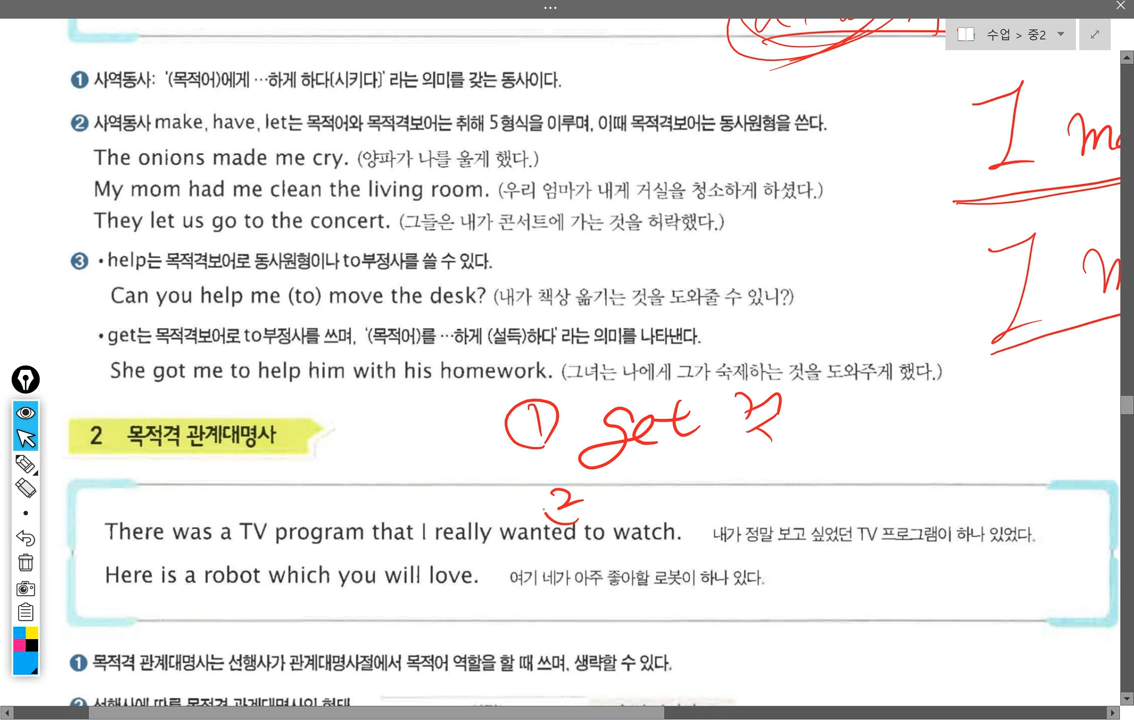 수업 > 중2
❶ 사역동사: '(목적어)에게 …하게 하다[시키다]' 라는 의미를 갖는 동사이다.
❷ 사역동사 make, have, let는 목적어와 목적격보어는 취해 5형식을 이루며, 이때 목적격보어는 동사원형을 쓴다.
The onions made me cry. (양파가 나를 울게 했다.)
My mom had me clean the living room. (우리 엄마가 내게 거실을 청소하게 하셨다.)
They let us go to the concert. (그들은 내가 콘서트에 가는 것을 허락했다.)
❸ • help는 목적격보어로 동사원형이나 to부정사를 쓸 수 있다.
Can you help me (to) move the desk? (내가 책상 옮기는 것을 도와줄 수 있니?)
• get는 목적격보어로 to부정사를 쓰며, '(목적어)를 …하게 (설득)하다' 라는 의미를 나타낸다.
She got me to help him with his homework. (그녀는 나에게 그가 숙제하는 것을 도와주게 했다.)
① get
2 목적격 관계대명사
2
There was a TV program that I really wanted to watch. 내가 정말 보고 싶었던 TV 프로그램이 하나 있었다.
Here is a robot which you will love. 여기 네가 아주 좋아할 로봇이 하나 있다.
❶ 목적격 관계대명사는 선행사가 관계대명사절에서 목적어 역할을 할 때 쓰며, 생략할 수 있다.
I
I